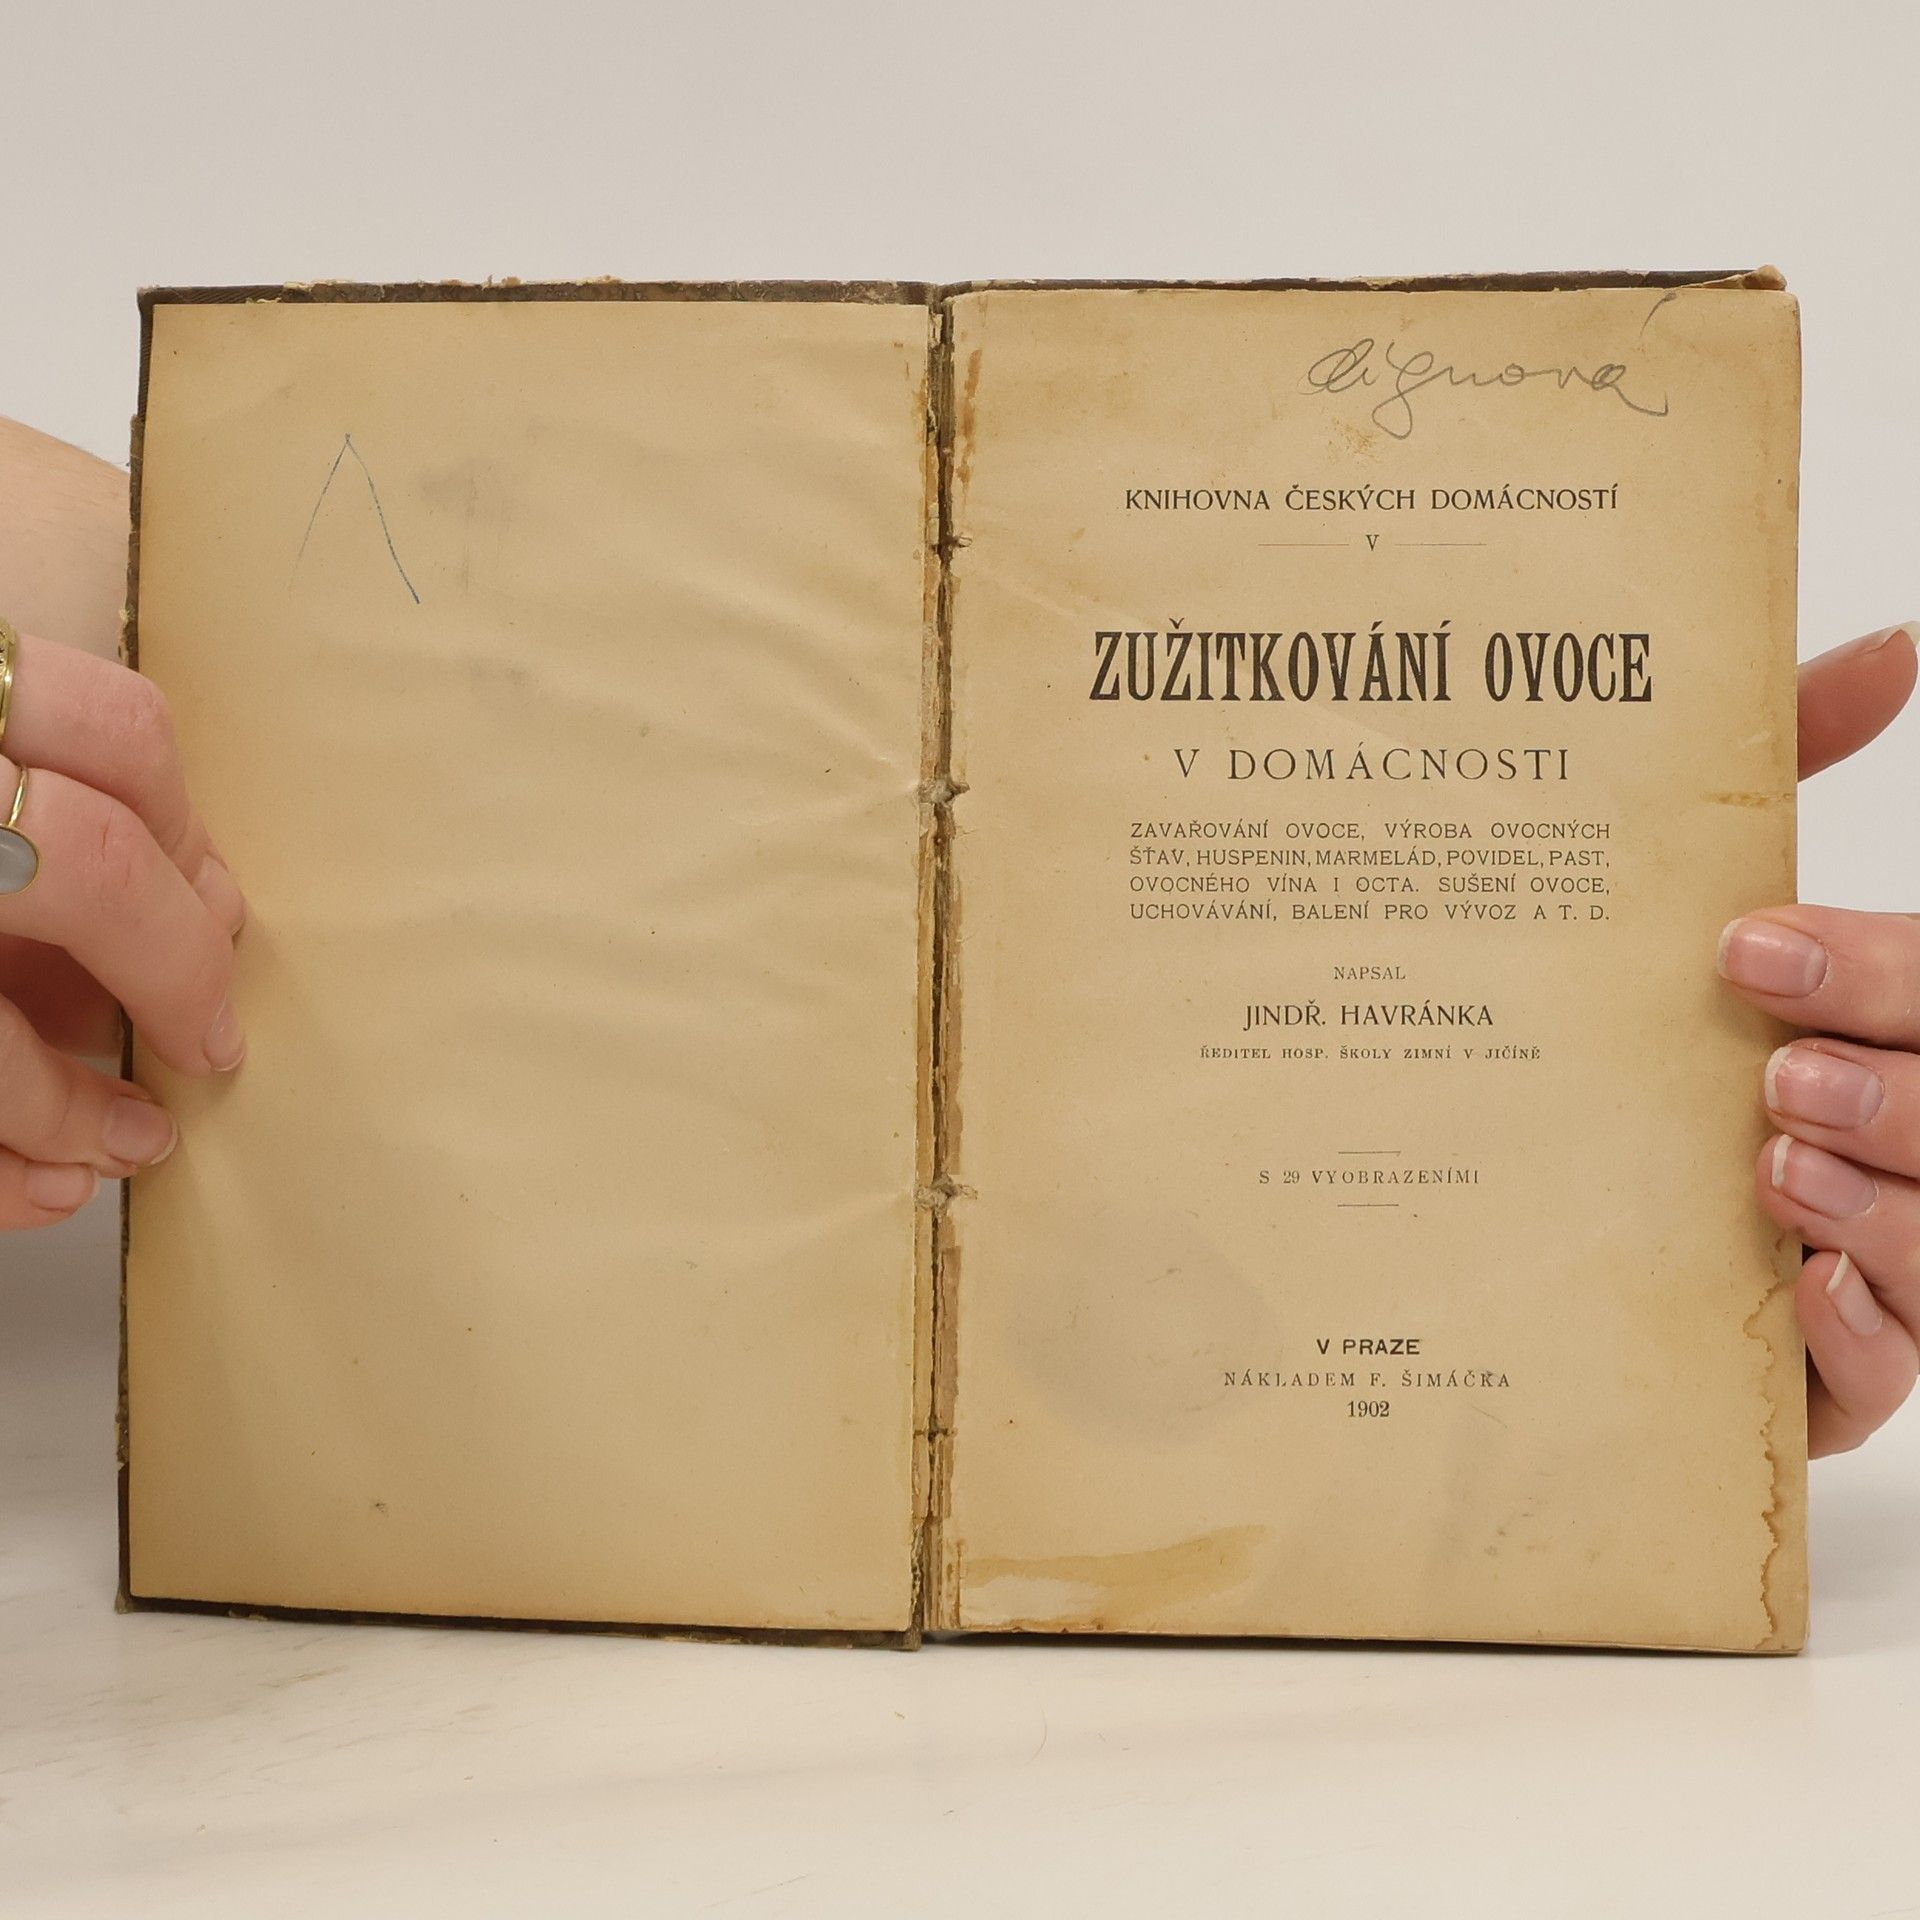 KNIHOVNA ČESKÝCH DOMÁCNOSTÍ
V
ZUŽITKOVÁNÍ OVOCE
V DOMÁCNOSTI
ZAVAŘOVÁNÍ OVOCE, VÝROBA OVOCNÝCH
ŠŤAV, HUSPENIN, MARMELÁD, POVIDEL, PAST,
OVOCNÉHO VÍNA I OCTA. SUŠENÍ OVOCE,
UCHOVÁVÁNÍ, BALENÍ PRO VÝVOZ A T. D.
NAPSAL
JINDŘ. HAVRÁNKA
ŘEDITEL HOSP. ŠKOLY ZIMNÍ V JIČÍNĚ
S 29 VYOBRAZENÍMI
V PRAZE
NÁKLADEM F. ŠIMÁČKA
1902